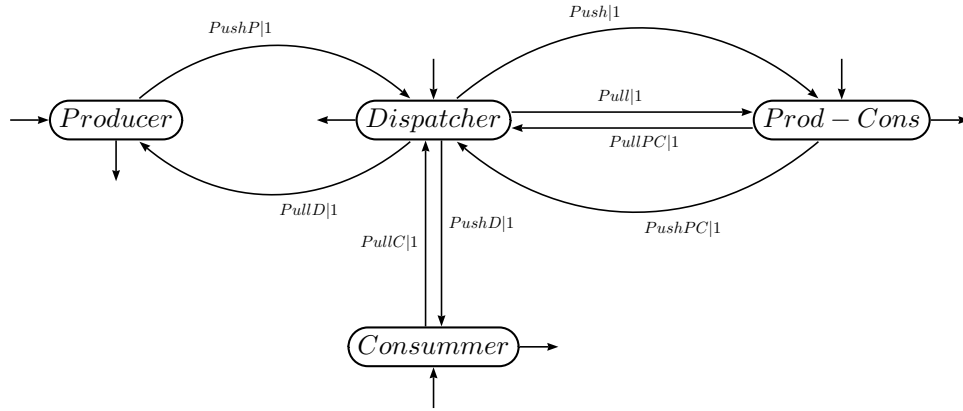 PushP|1
Push|1
Producer
Dispatcher
Pull|1
PullPC|1
Prod − Cons
PullD|1
PullC|1
PushD|1
PushPC|1
Consummer